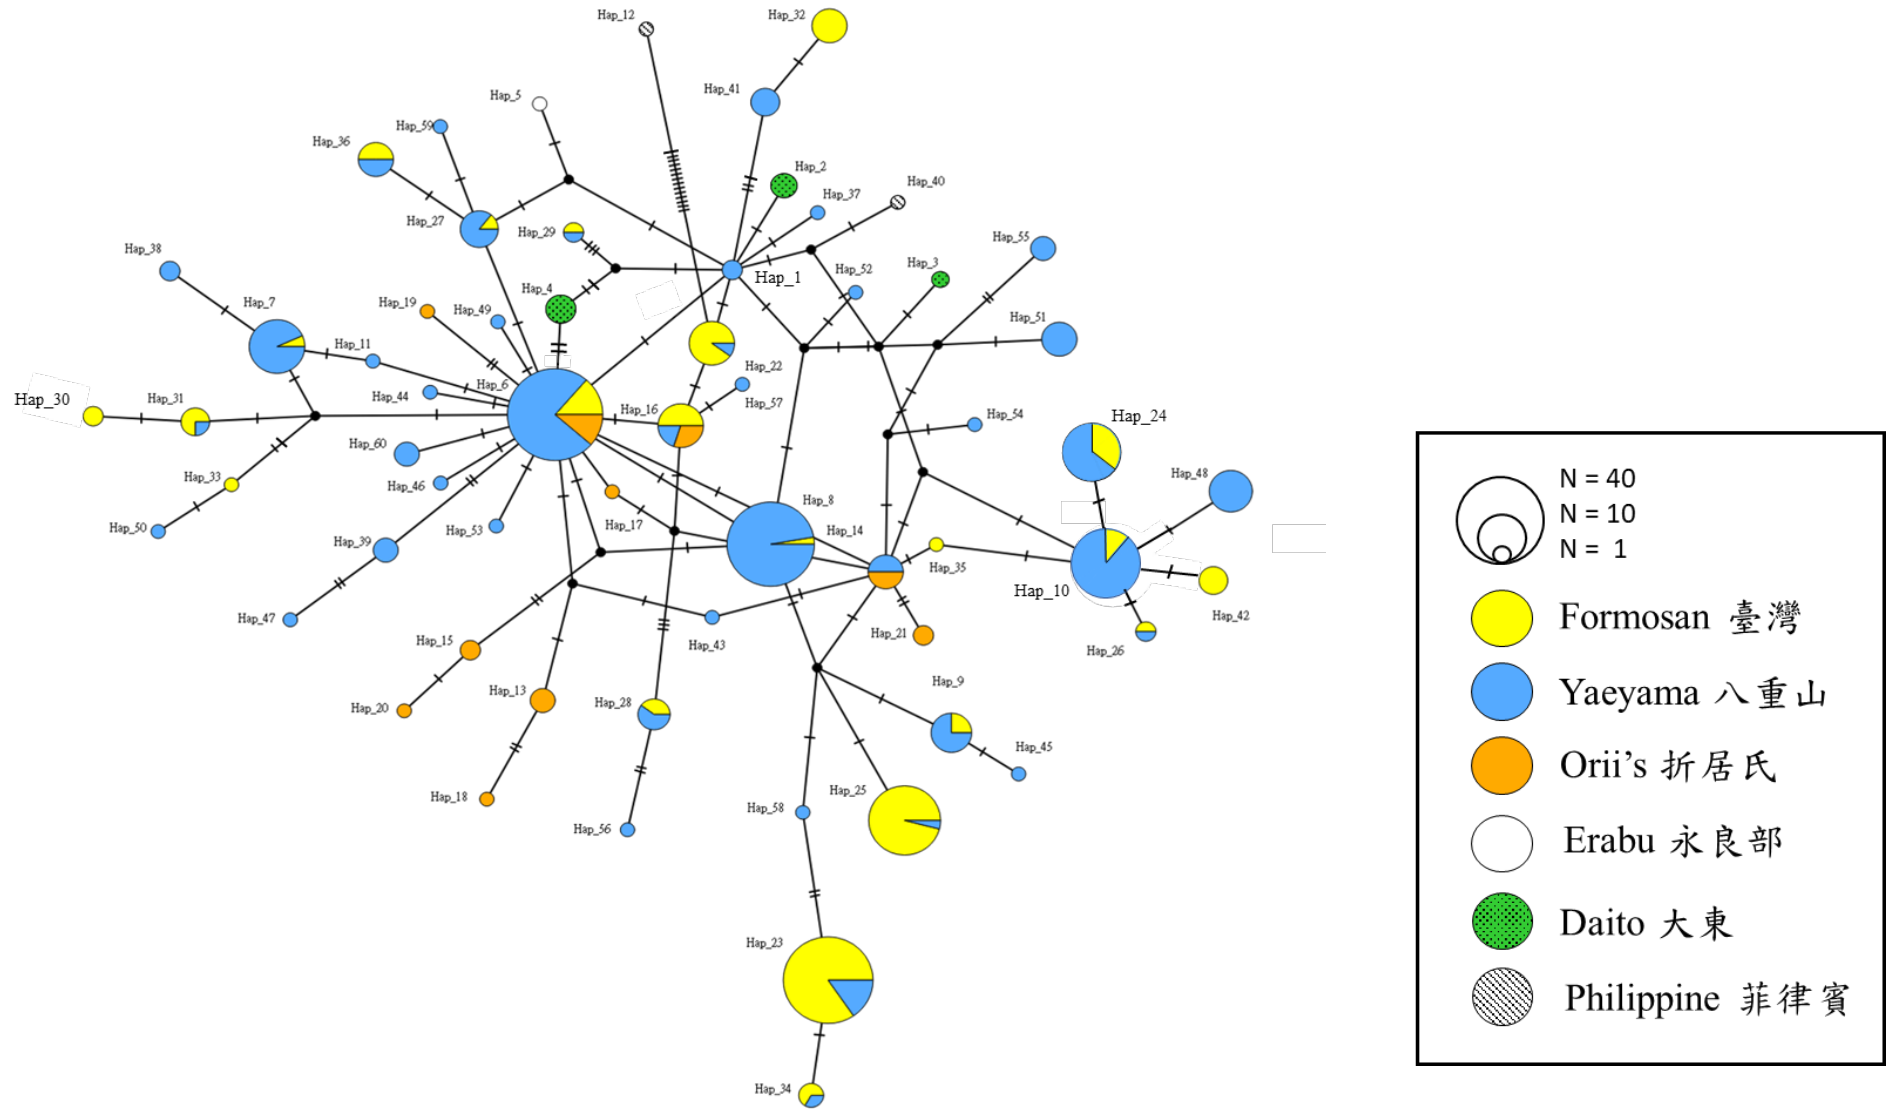 Hap_12
Hap_32
Hap_41
Hap_5
Hap_59
Hap_36
Hap_2
Hap_37
Hap_40
Hap_27
Hap_29
Hap_38
Hap_55
Hap_52
Hap_3
Hap_1
Hap_4
Hap_7
Hap_19
Hap_49
Hap_51
Hap_11
Hap_22
Hap_6
Hap_44
Hap_30
Hap_31
Hap_16
Hap_57
Hap_54
Hap_24
Hap_60
Hap_33
Hap_46
Hap_48
Hap_50
Hap_8
Hap_17
Hap_14
Hap_53
Hap_39
Hap_35
Hap_10
Hap_47
Hap_42
Hap_15
Hap_43
Hap_21
Hap_26
Hap_20
Hap_13
Hap_28
Hap_9
Hap_45
Hap_18
Hap_25
Hap_58
Hap_56
Hap_23
Hap_34
N = 40
N = 10
N = 1
Formosan 臺灣
Yaeyama 八重山
Orii’s 折居氏
Erabu 永良部
Daito 大東
Philippine 菲律賓